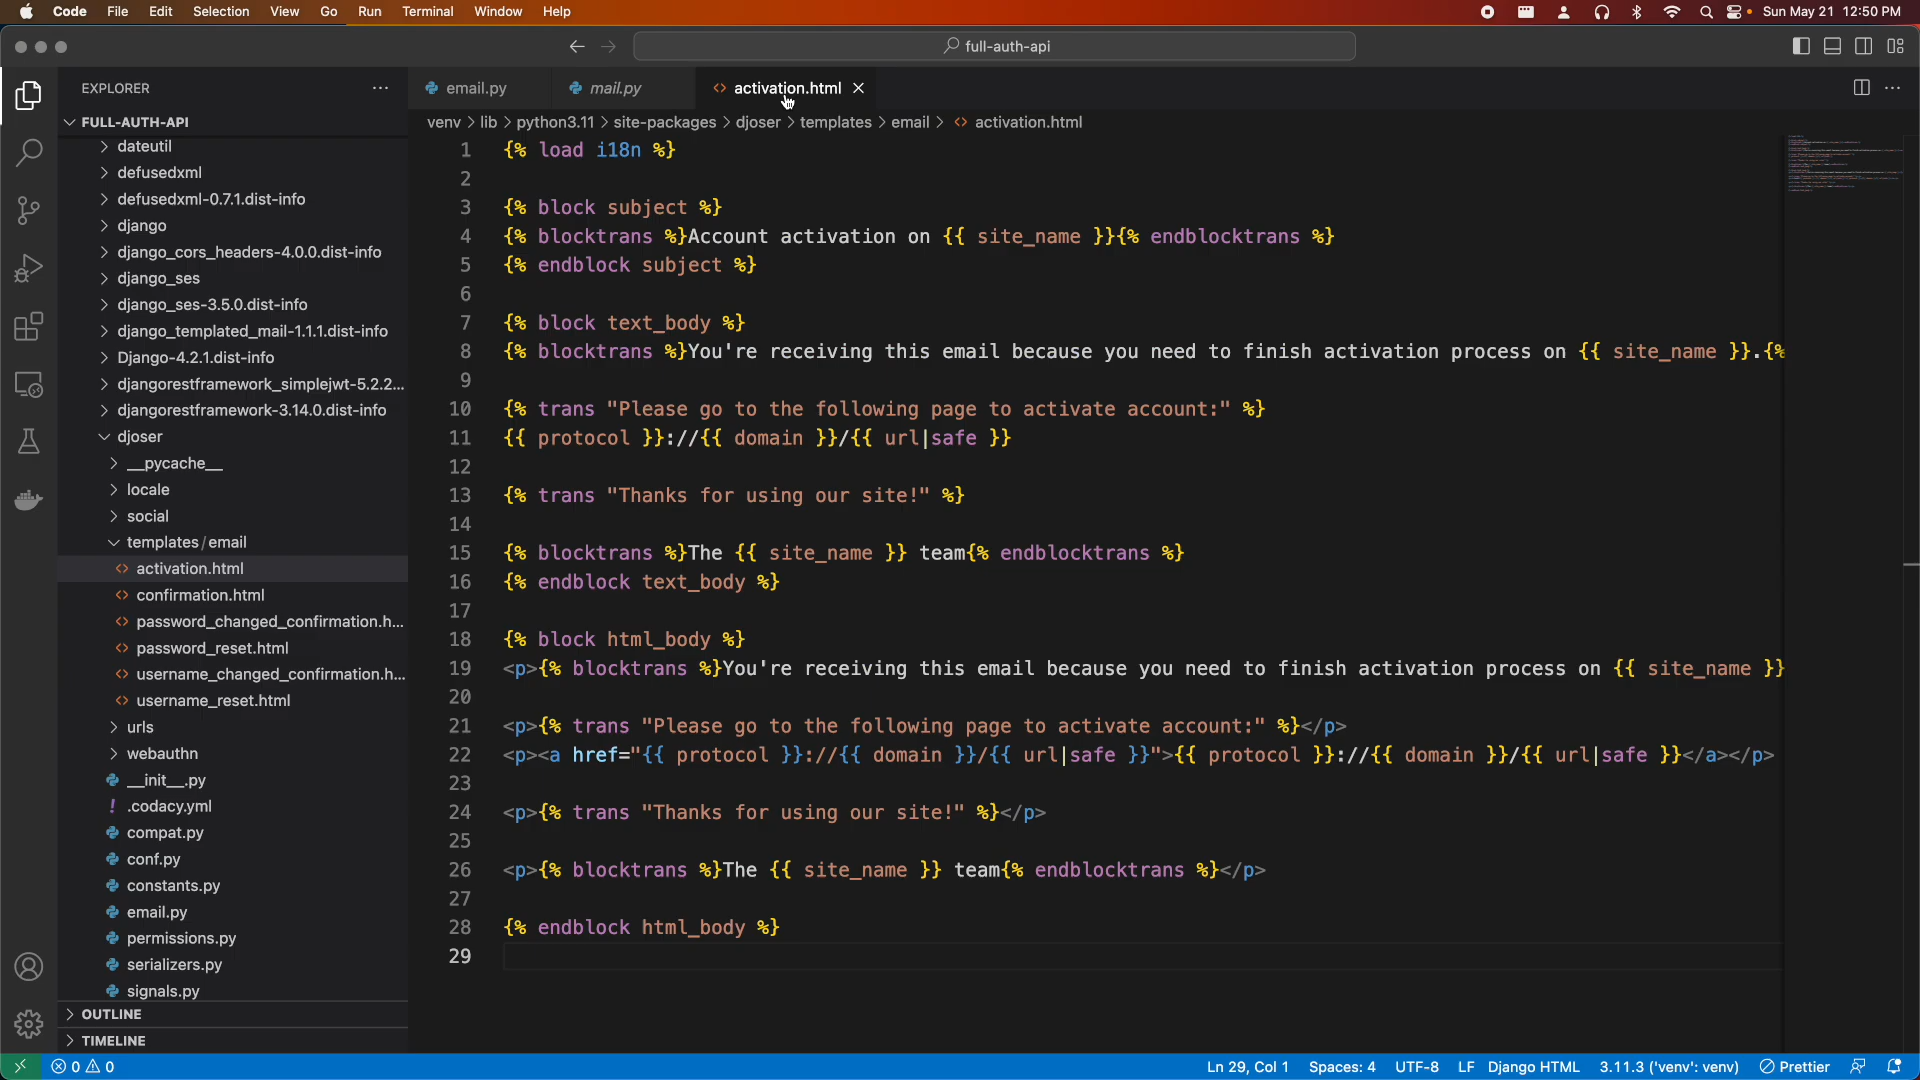 Code File Edit Selection View Go Run Terminal Window Help Sun May 21 12:50 PM
full-auth-api
EXPLORER
FULL-AUTH-API
dateutil
defusedxml
defusedxml-0.7.1.dist-info
django
django_cors_headers-4.0.0.dist-info
django_ses
django_ses-3.5.0.dist-info
django_templated_mail-1.1.1.dist-info
Django-4.2.1.dist-info
djangorestframework_simplejwt-5.2.2...
djangorestframework-3.14.0.dist-info
djoser
__pycache__
locale
social
templates/email
activation.html
confirmation.html
password_changed_confirmation.h...
password_reset.html
username_changed_confirmation.h...
username_reset.html
urls
webauthn
__init__.py
! .codacy.yml
compat.py
conf.py
constants.py
email.py
permissions.py
serializers.py
signals.py
OUTLINE
TIMELINE
email.py mail.py activation.html
venv > lib > python3.11 > site-packages > djoser > templates > email > activation.html
1 {% load i18n %}
2
3 {% block subject %}
4 {% blocktrans %}Account activation on {{ site_name }}{% endblocktrans %}
5 {% endblock subject %}
6
7 {% block text_body %}
8 {% blocktrans %}You're receiving this email because you need to finish activation process on {{ site_name }}.{%
9
10 {% trans "Please go to the following page to activate account:" %}
11 {{ protocol }}://{{ domain }}/{{ url|safe }}
12
13 {% trans "Thanks for using our site!" %}
14
15 {% blocktrans %}The {{ site_name }} team{% endblocktrans %}
16 {% endblock text_body %}
17
18 {% block html_body %}
19 <p>{% blocktrans %}You're receiving this email because you need to finish activation process on {{ site_name }}
20
21 <p>{% trans "Please go to the following page to activate account:" %}</p>
22 <p><a href="{{ protocol }}://{{ domain }}/{{ url|safe }}">{{ protocol }}://{{ domain }}/{{ url|safe }}</a></p>
23
24 <p>{% trans "Thanks for using our site!" %}</p>
25
26 <p>{% blocktrans %}The {{ site_name }} team{% endblocktrans %}</p>
27
28 {% endblock html_body %}
29
0 0 Ln 29, Col 1 Spaces: 4 UTF-8 LF Django HTML 3.11.3 ('venv': venv) Prettier